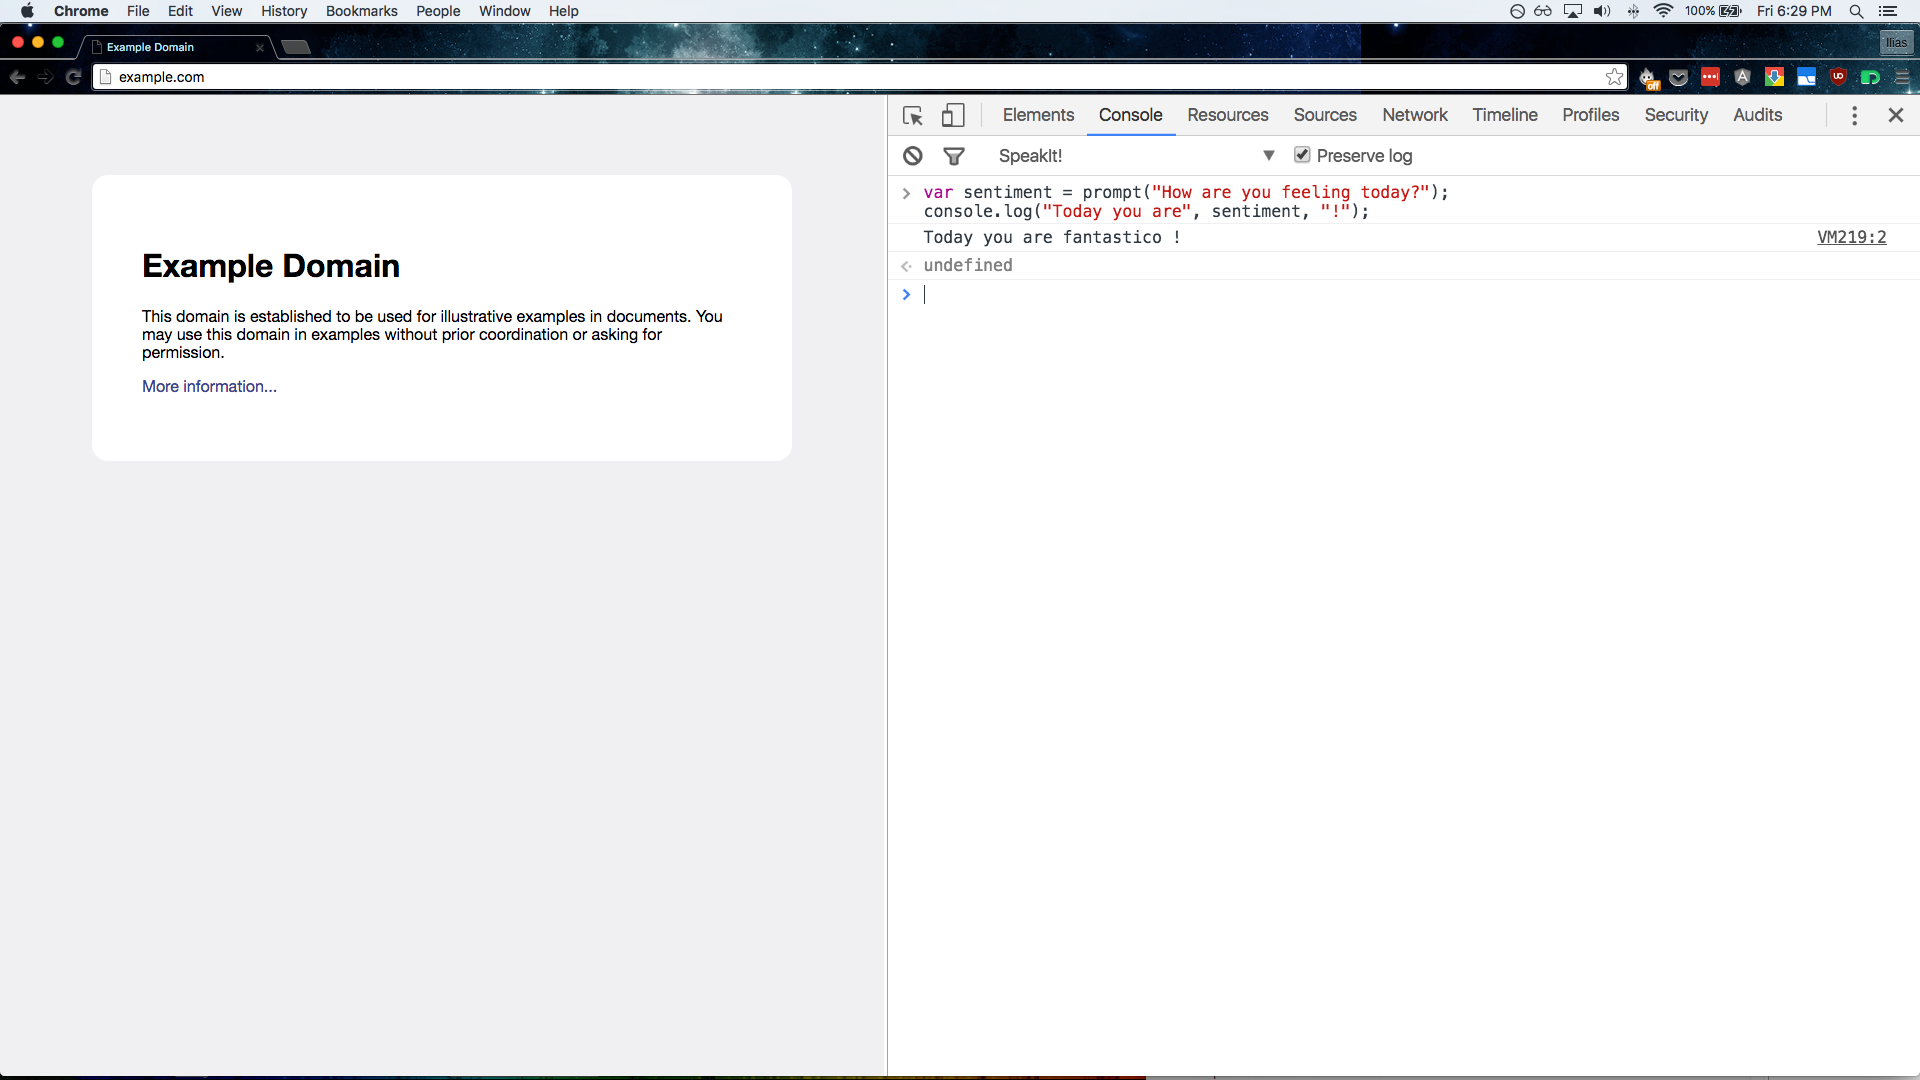 Chrome File Edit View History Bookmarks People Window Help
100% Fri 6:29 PM
Example Domain
Ilias
example.com
off
Elements Console Resources Sources Network Timeline Profiles Security Audits
SpeakIt! Preserve log
var sentiment = prompt("How are you feeling today?");
console.log("Today you are", sentiment, "!");
Today you are fantastico ! VM219:2
undefined
Example Domain
This domain is established to be used for illustrative examples in documents. You
may use this domain in examples without prior coordination or asking for
permission.
More information...